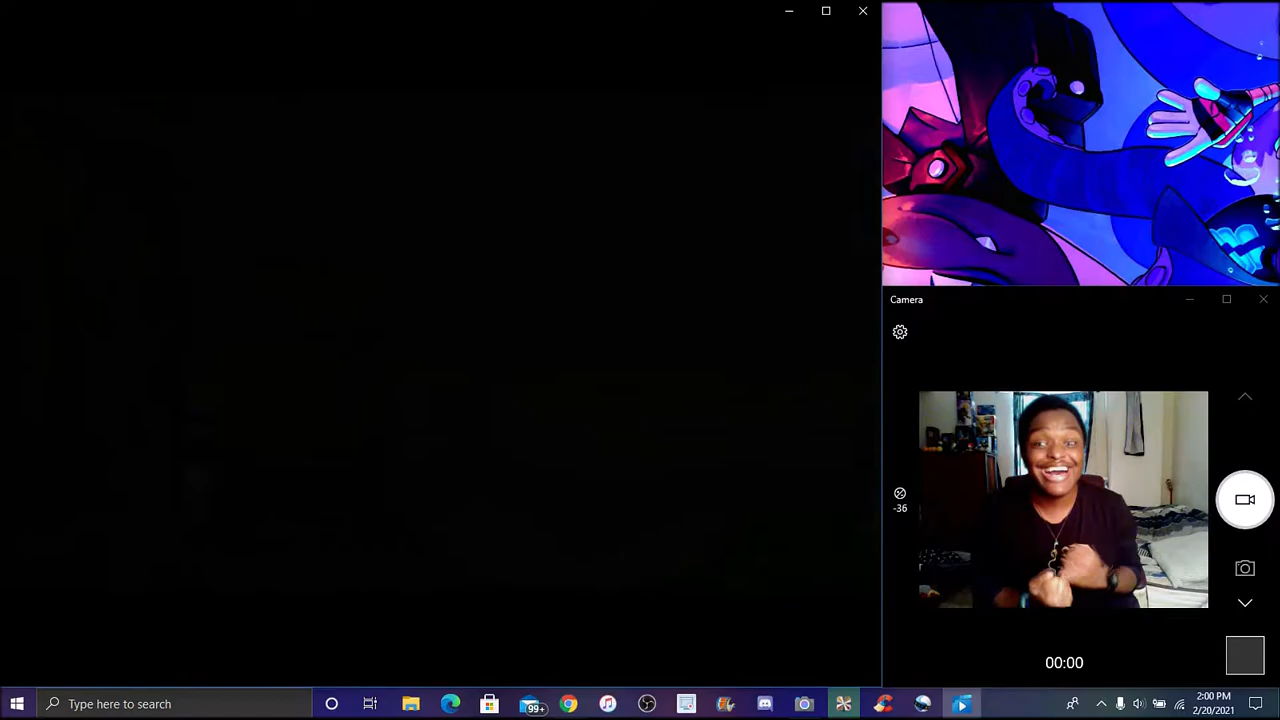 Camera
-36
00:00
Type here to search
99+
2:00 PM
2/20/2021